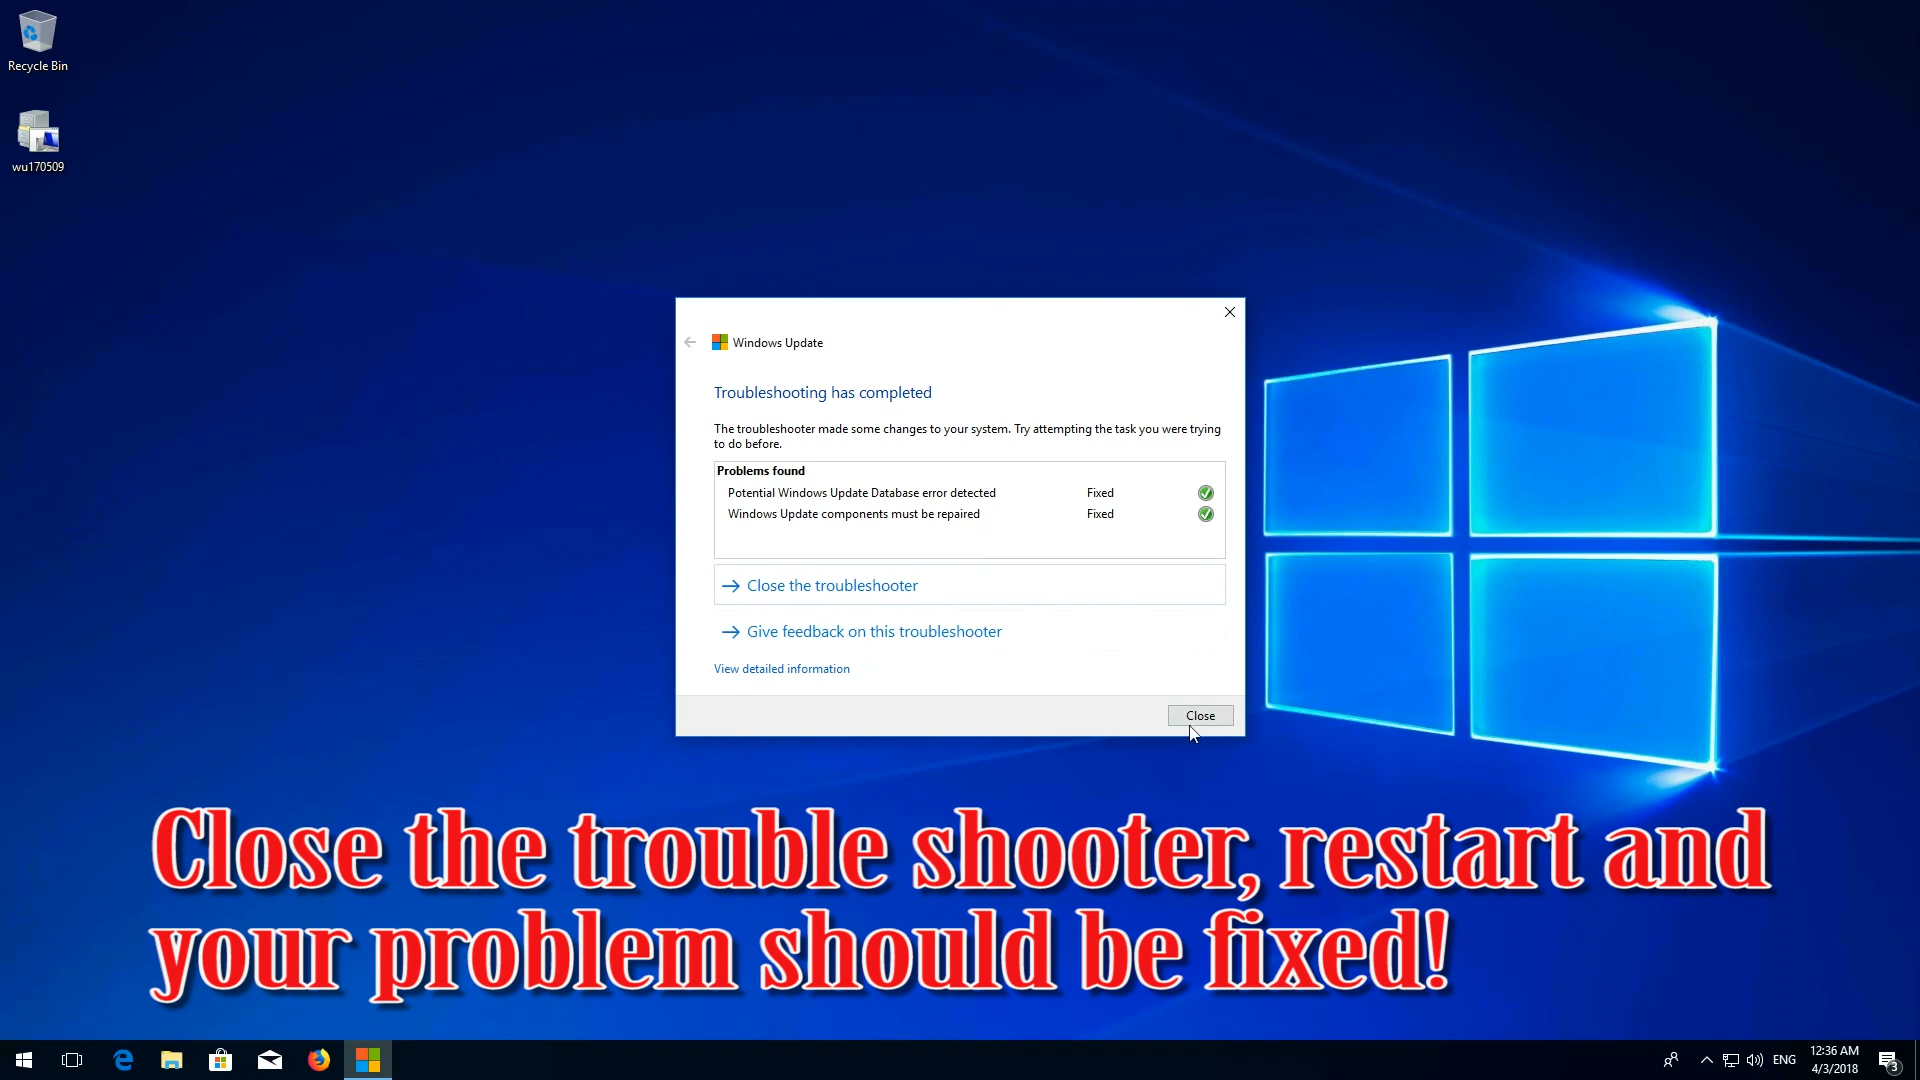 Recycle Bin
wu170509
Windows Update
Troubleshooting has completed
The troubleshooter made some changes to your system. Try attempting the task you were trying
to do before.
Problems found
Potential Windows Update Database error detected Fixed
Windows Update components must be repaired Fixed
Close the troubleshooter
Give feedback on this troubleshooter
View detailed information
Close
Close the trouble shooter, restart and
your problem should be fixed!
ENG
12:36 AM
4/3/2018
3